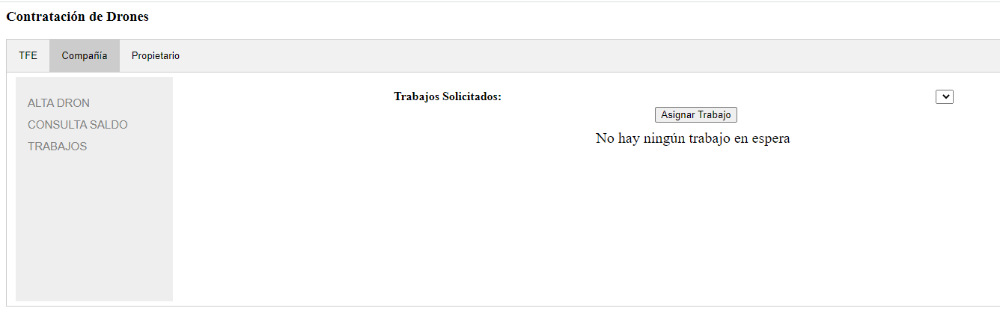 Contratación de Drones
TFE Compañía Propietario
ALTA DRON
CONSULTA SALDO
TRABAJOS
Trabajos Solicitados:
Asignar Trabajo
No hay ningún trabajo en espera